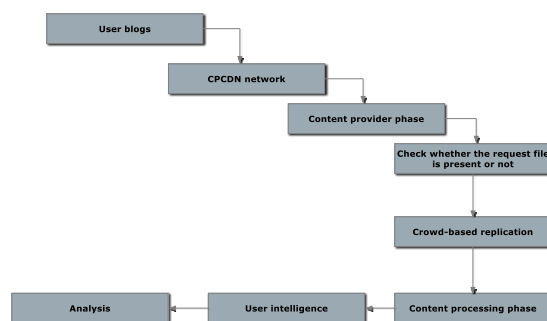 User blogs
CPCDN network
Content provider phase
Check whether the request file
is present or not
Crowd-based replication
Content processing phase
User intelligence
Analysis